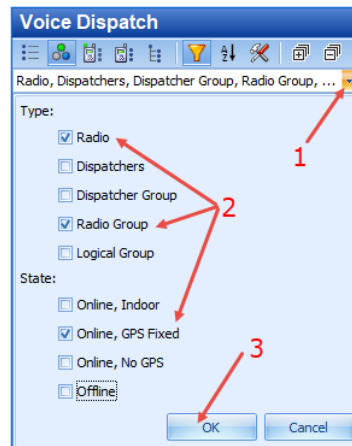 Voice Dispatch
Radio, Dispatchers, Dispatcher Group, Radio Group, ...
Type:
1
Radio
Dispatchers
Dispatcher Group
2
Radio Group
Logical Group
State:
Online, Indoor
Online, GPS Fixed
3
Online, No GPS
Offline
OK Cancel